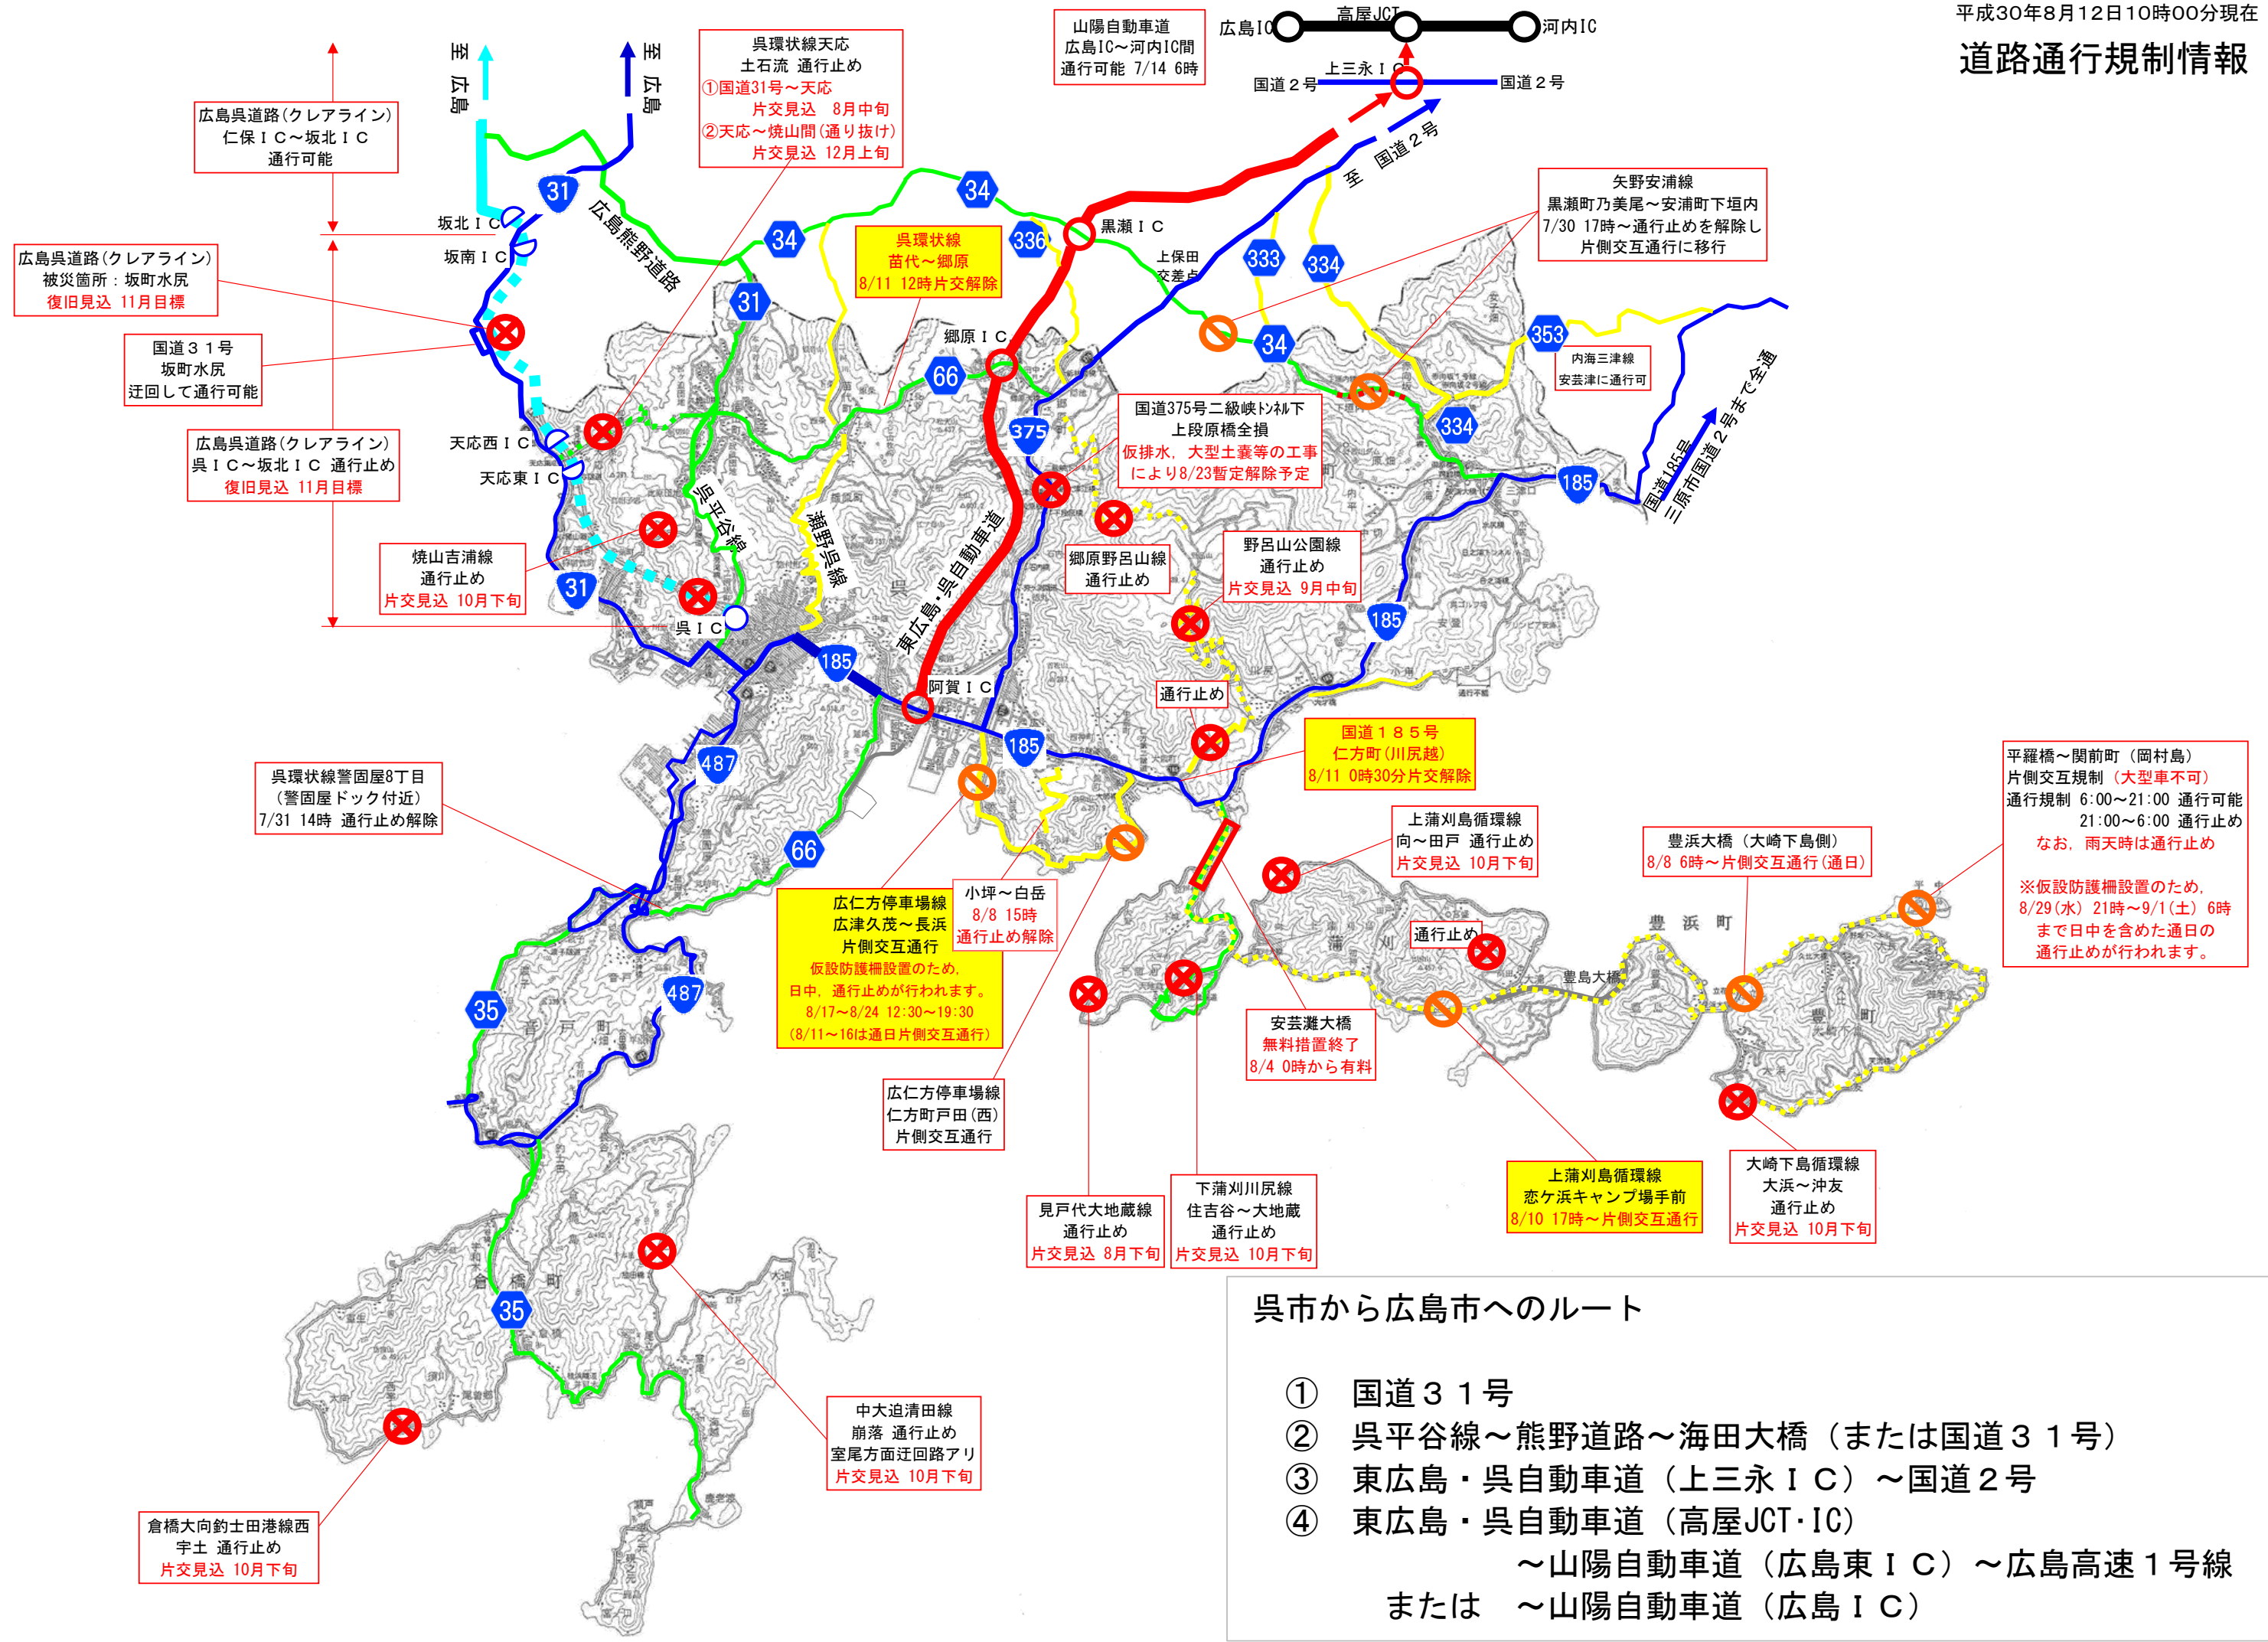 平成30年8月12日10時00分現在
道路通行規制情報
山陽自動車道
広島IC～河内IC間
通行可能 7/14 6時
広島IC
高屋JCT
河内IC
上三永ＩＣ
国道２号
国道２号
至 国道２号
至 広島
至 広島
呉環状線天応
土石流 通行止め
①国道31号～天応
片交見込 8月中旬
②天応～焼山間(通り抜け)
片交見込 12月上旬
広島呉道路(クレアライン)
仁保ＩＣ～坂北ＩＣ
通行可能
31
広島熊野道路
34
34
坂北ＩＣ
坂南ＩＣ
広島呉道路(クレアライン)
被災箇所：坂町水尻
復旧見込 11月目標
国道３１号
坂町水尻
迂回して通行可能
広島呉道路(クレアライン)
呉ＩＣ～坂北ＩＣ 通行止め
復旧見込 11月目標
呉環状線
苗代～郷原
8/11 12時片交解除
336
黒瀬ＩＣ
上保田
交差点
333
334
矢野安浦線
黒瀬町乃美尾～安浦町下垣内
7/30 17時～通行止めを解除し
片側交互通行に移行
31
郷原ＩＣ
66
34
353
内海三津線
安芸津に通行可
国道185号
三原市国道２号まで全通
天応西ＩＣ
天応東ＩＣ
375
国道375号二級峡ﾄﾝﾈﾙ下
上段原橋全損
仮排水，大型土嚢等の工事
により8/23暫定解除予定
334
185
呉平谷線
瀬野呉線
東広島・呉自動車道
焼山吉浦線
通行止め
片交見込 10月下旬
31
呉ＩＣ
呉
郷原野呂山線
通行止め
野呂山公園線
通行止め
片交見込 9月中旬
185
185
阿賀ＩＣ
通行止め
487
185
国道１８５号
仁方町(川尻越)
8/11 0時30分片交解除
呉環状線警固屋8丁目
(警固屋ドック付近)
7/31 14時 通行止め解除
66
広仁方停車場線
広津久茂～長浜
片側交互通行
仮設防護柵設置のため，
日中，通行止めが行われます。
8/17～8/24 12:30～19:30
(8/11～16は通日片側交互通行)
小坪～白岳
8/8 15時
通行止め解除
広仁方停車場線
仁方町戸田(西)
片側交互通行
上蒲刈島循環線
向～田戸 通行止め
片交見込 10月下旬
通行止め
蒲刈
豊浜町
豊島大橋
豊浜大橋（大崎下島側）
8/8 6時～片側交互通行(通日)
平羅橋～関前町（岡村島）
片側交互規制（大型車不可）
通行規制 6:00～21:00 通行可能
21:00～6:00 通行止め
なお，雨天時は通行止め
※仮設防護柵設置のため，
8/29(水) 21時～9/1(土) 6時
まで日中を含めた通日の
通行止めが行われます。
豊町
35
487
音戸町
安芸灘大橋
無料措置終了
8/4 0時から有料
見戸代大地蔵線
通行止め
片交見込 8月下旬
下蒲刈川尻線
住吉谷～大地蔵
通行止め
片交見込 10月下旬
上蒲刈島循環線
恋ケ浜キャンプ場手前
8/10 17時～片側交互通行
大崎下島循環線
大浜～沖友
通行止め
片交見込 10月下旬
倉橋町
35
中大迫清田線
崩落 通行止め
室尾方面迂回路アリ
片交見込 10月下旬
倉橋大向釣士田港線西
宇土 通行止め
片交見込 10月下旬
呉市から広島市へのルート
① 国道３１号
② 呉平谷線～熊野道路～海田大橋（または国道３１号）
③ 東広島・呉自動車道（上三永ＩＣ）～国道２号
④ 東広島・呉自動車道（高屋JCT･IC）
～山陽自動車道（広島東ＩＣ）～広島高速１号線
または ～山陽自動車道（広島ＩＣ）